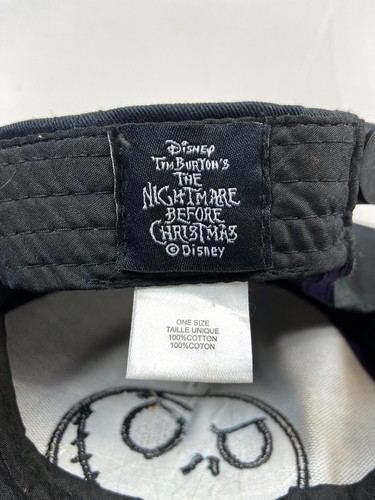 Disney
Tim Burton's
THE
NIGHTMARE
BEFORE
CHRISTMAS
©Disney
ONE SIZE
TAILLE UNIQUE
100%COTTON
100%COTON